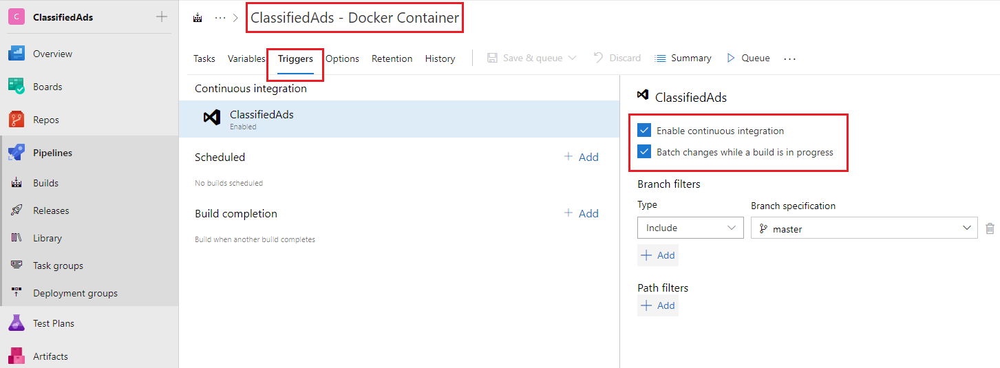 C ClassifiedAds
Overview
Boards
Repos
Pipelines
Builds
Releases
Library
Task groups
Deployment groups
Test Plans
Artifacts
ClassifiedAds - Docker Container
Tasks Variables Triggers Options Retention History Save & queue Discard Summary Queue ...
Continuous integration
ClassifiedAds
Enabled
Scheduled + Add
No builds scheduled
Build completion + Add
Build when another build completes
ClassifiedAds
Enable continuous integration
Batch changes while a build is in progress
Branch filters
Type Branch specification
Include master
+ Add
Path filters
+ Add